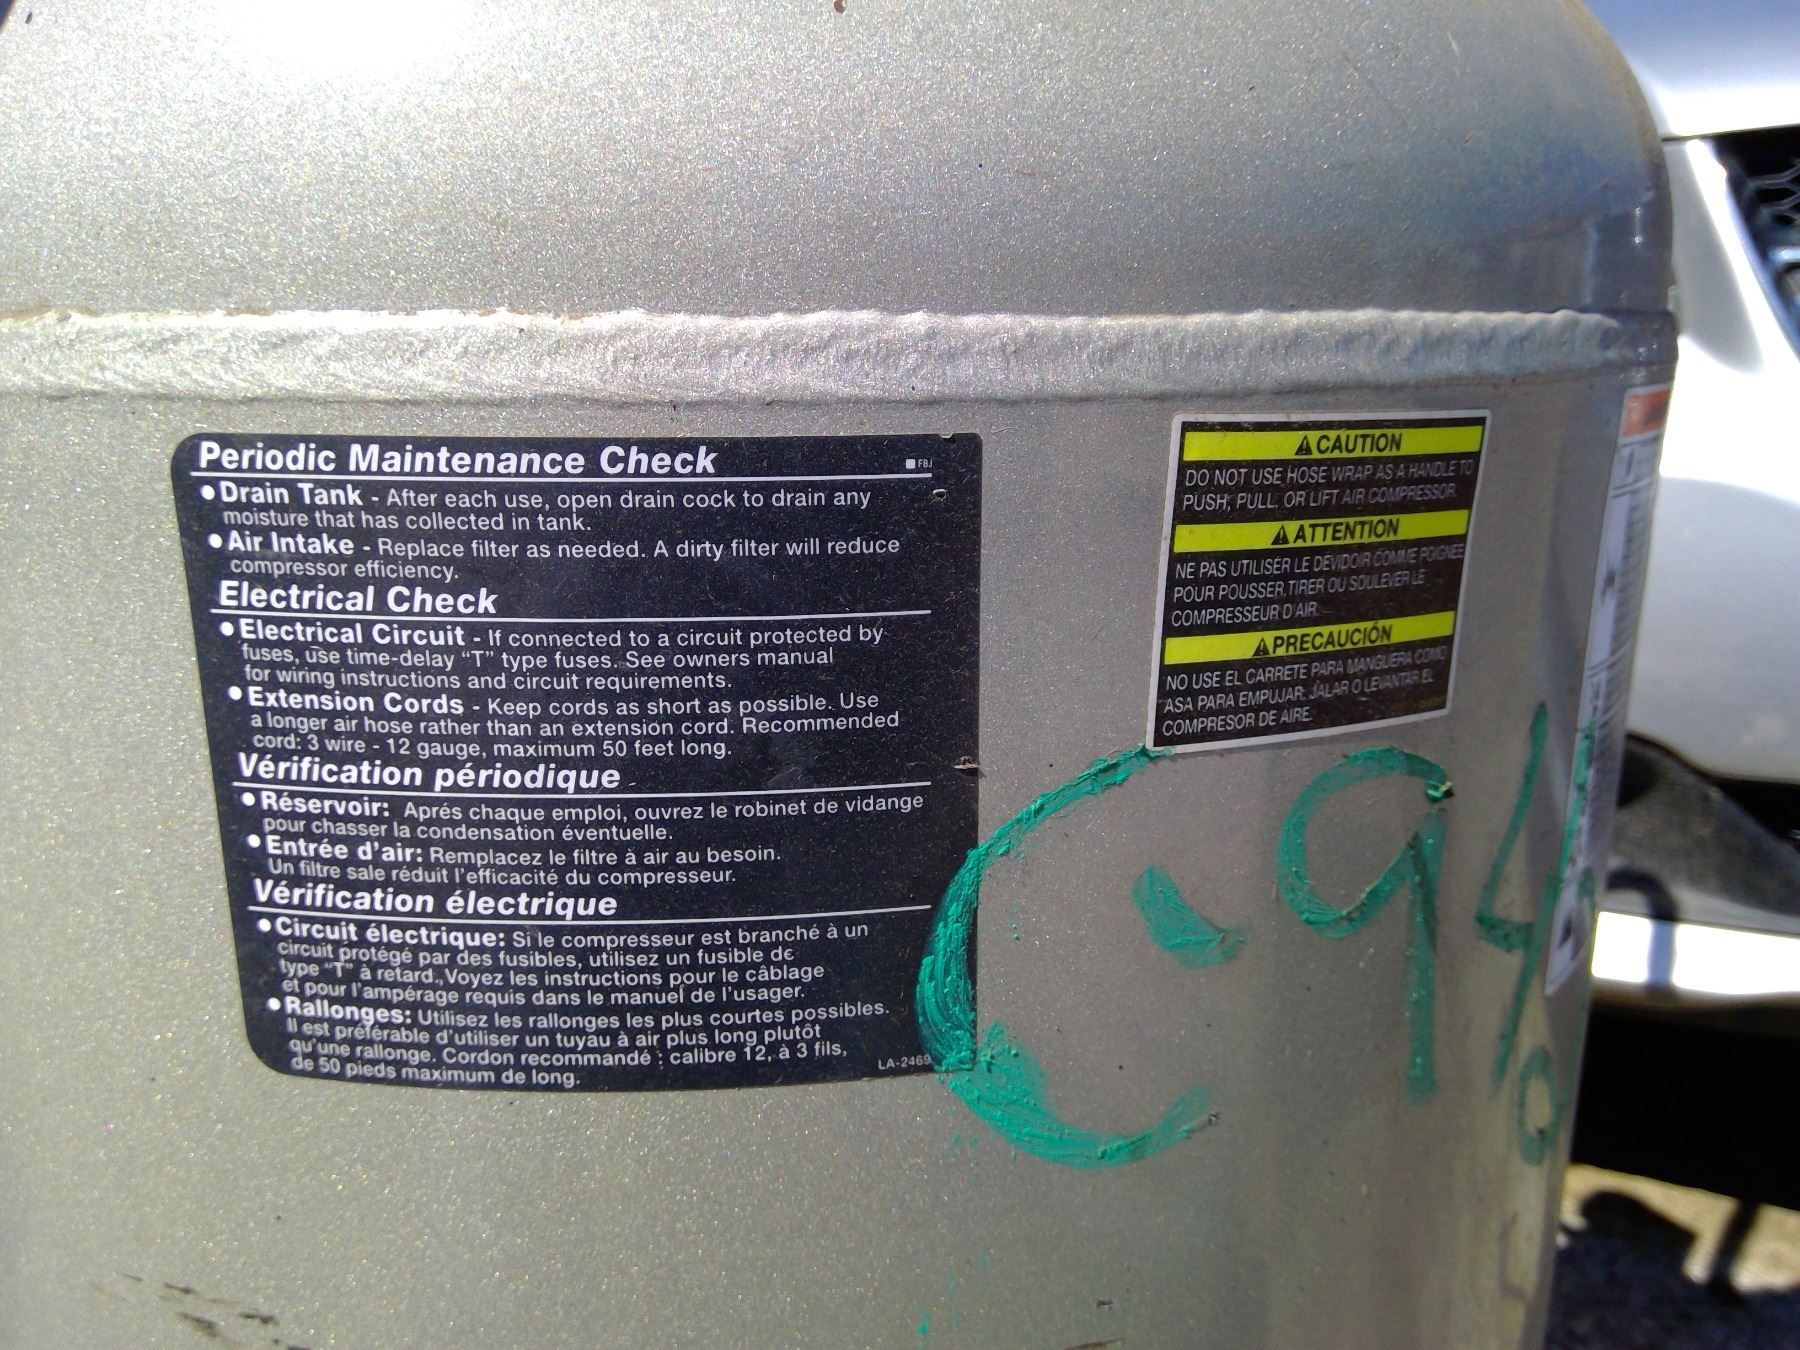 Periodic Maintenance Check
FBJ
• Drain Tank - After each use, open drain cock to drain any
moisture that has collected in tank.
• Air Intake - Replace filter as needed. A dirty filter will reduce
compressor efficiency.
Electrical Check
• Electrical Circuit - If connected to a circuit protected by
fuses, use time-delay “T” type fuses. See owners manual
for wiring instructions and circuit requirements.
• Extension Cords - Keep cords as short as possible. Use
a longer air hose rather than an extension cord. Recommended
cord: 3 wire - 12 gauge, maximum 50 feet long.
Vérification périodique
• Réservoir: Aprés chaque emploi, ouvrez le robinet de vidange
pour chasser la condensation éventuelle.
• Entrée d’air: Remplacez le filtre à air au besoin.
Un filtre sale réduit l’efficacité du compresseur.
Vérification électrique
• Circuit électrique: Si le compresseur est branché à un
circuit protégé par des fusibles, utilisez un fusible de
type “T” à retard. Voyez les instructions pour le câblage
et pour l’ampérage requis dans le manuel de l’usager.
• Rallonges: Utilisez les rallonges les plus courtes possibles.
Il est préférable d’utiliser un tuyau à air plus long plutôt
qu’une rallonge. Cordon recommandé : calibre 12, à 3 fils,
de 50 pieds maximum de long.
LA-2469
⚠ CAUTION
DO NOT USE HOSE WRAP AS A HANDLE TO
PUSH, PULL, OR LIFT AIR COMPRESSOR.
⚠ ATTENTION
NE PAS UTILISER LE DÉVIDOIR COMME POIGNEE
POUR POUSSER, TIRER OU SOULEVER LE
COMPRESSEUR D'AIR.
⚠ PRECAUCIÓN
NO USE EL CARRETE PARA MANGUERA COMO
ASA PARA EMPUJAR, JALAR O LEVANTAR EL
COMPRESOR DE AIRE.
C-94